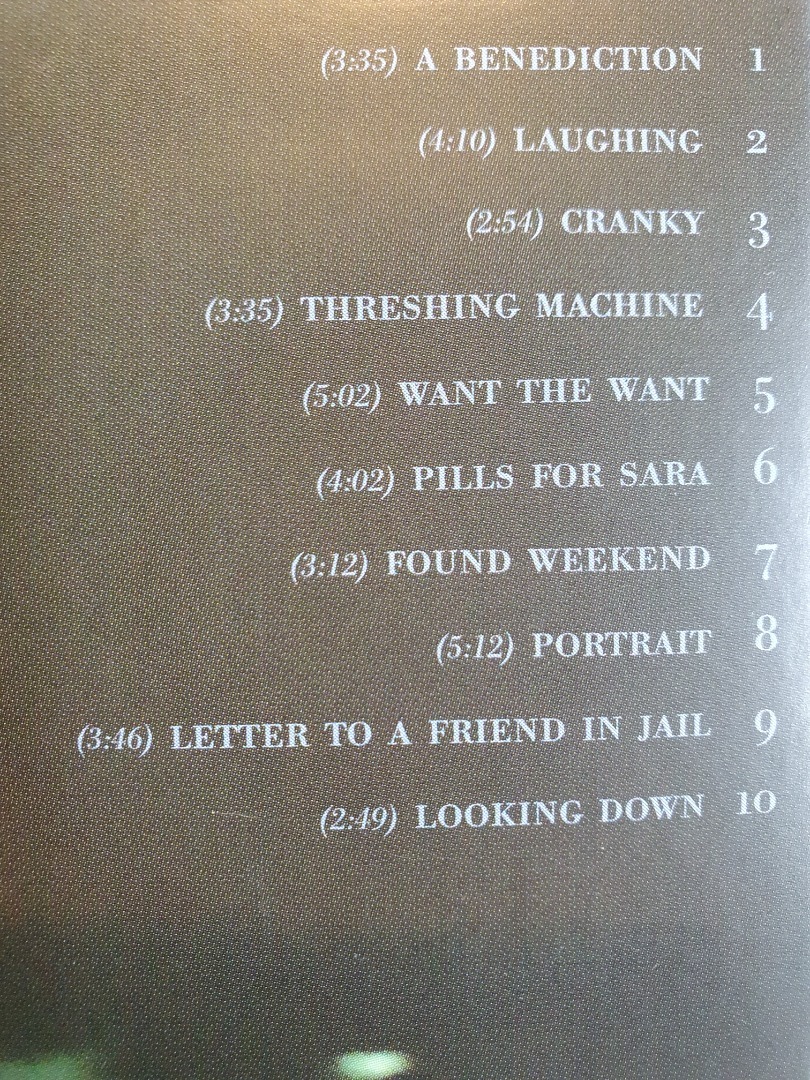 (3:35) A BENEDICTION 1
(4:10) LAUGHING 2
(2:54) CRANKY 3
(3:35) THRESHING MACHINE 4
(5:02) WANT THE WANT 5
(4:02) PILLS FOR SARA 6
(3:12) FOUND WEEKEND 7
(5:12) PORTRAIT 8
(3:46) LETTER TO A FRIEND IN JAIL 9
(2:49) LOOKING DOWN 10